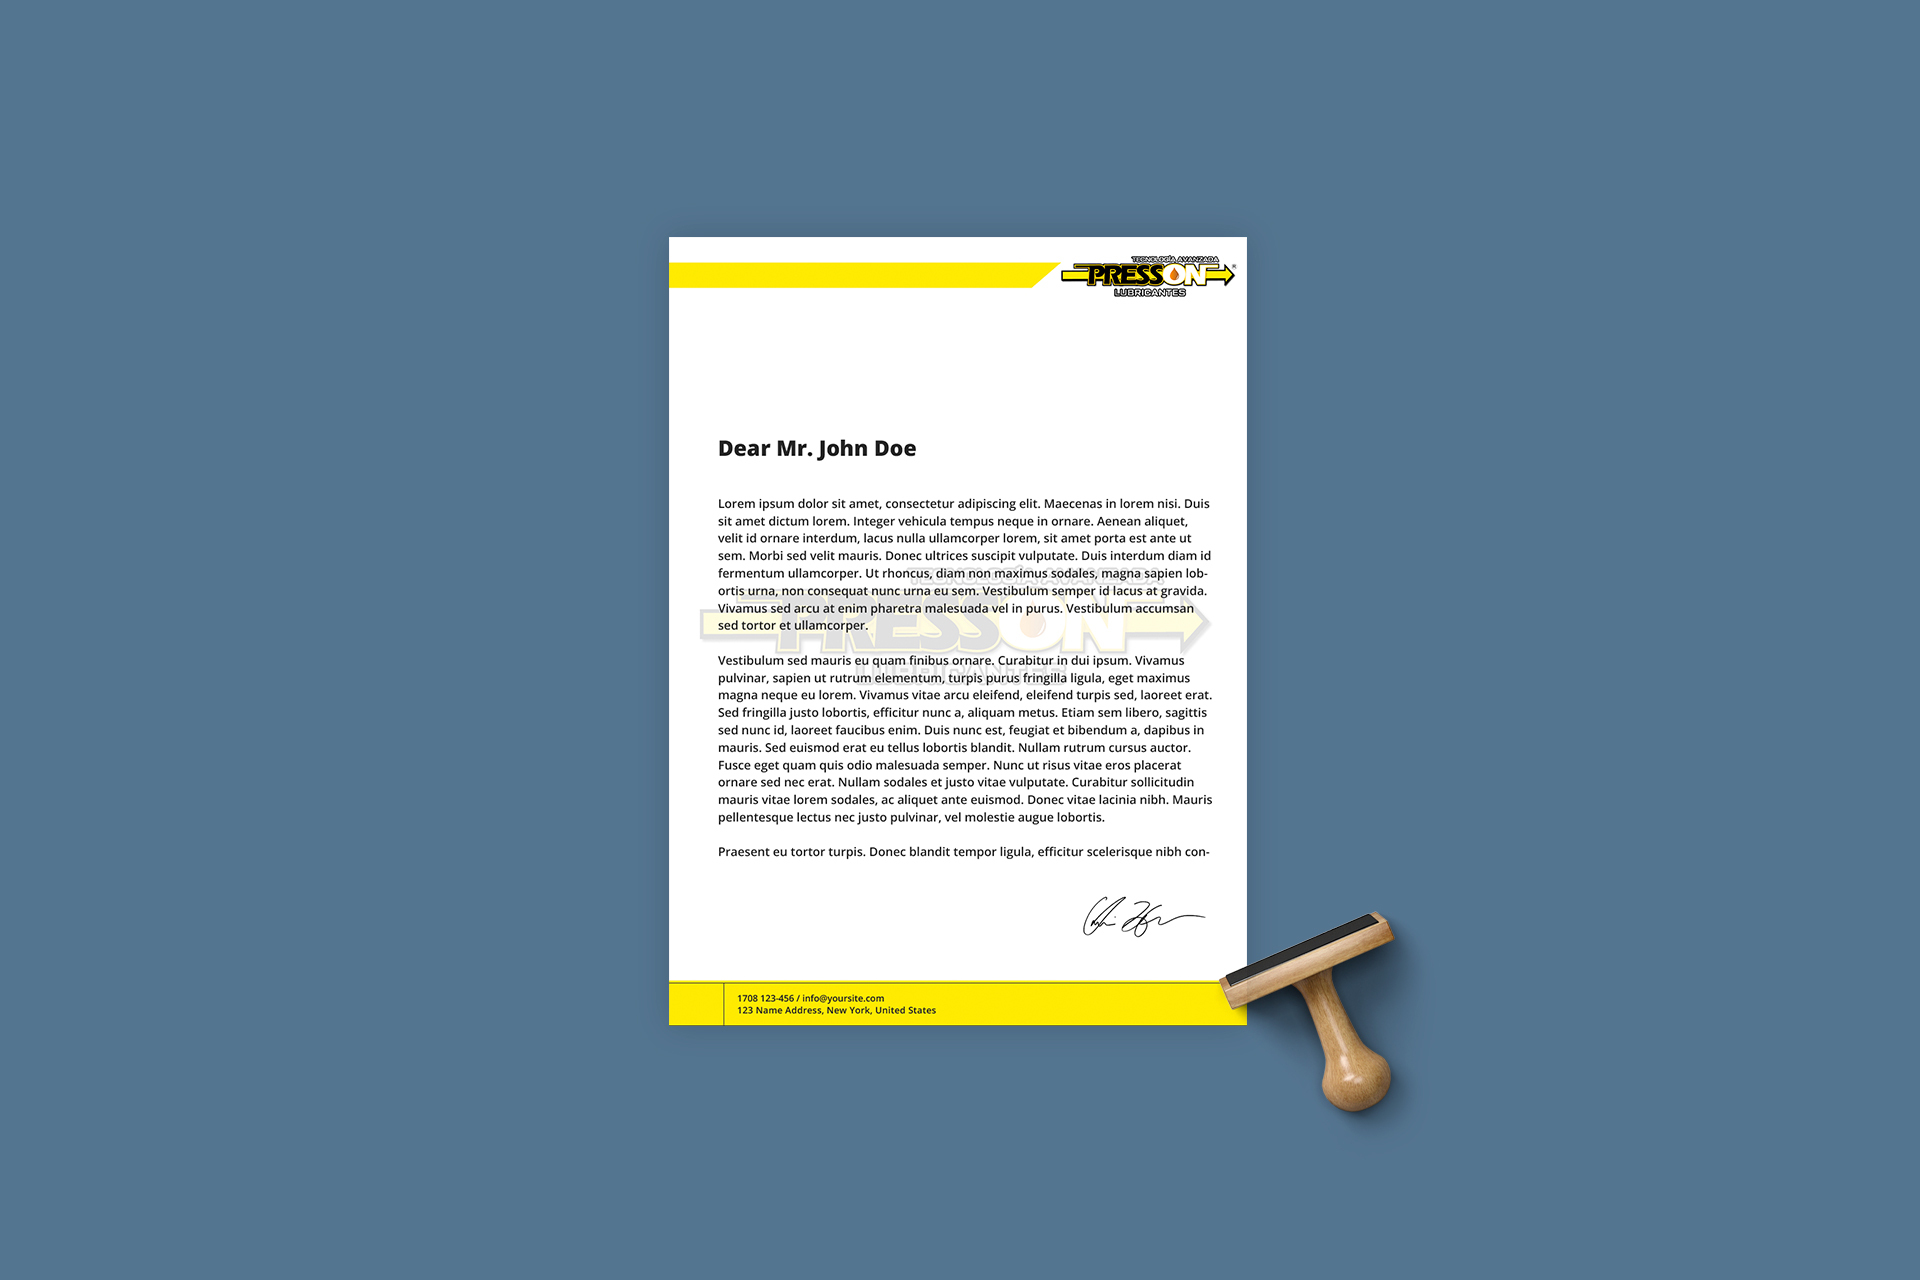 TECNOLOGÍA AVANZADA
PRESSON
®
LUBRICANTES
Dear Mr. John Doe
Lorem ipsum dolor sit amet, consectetur adipiscing elit. Maecenas in lorem nisi. Duis
sit amet dictum lorem. Integer vehicula tempus neque in ornare. Aenean aliquet,
velit id ornare interdum, lacus nulla ullamcorper lorem, sit amet porta est ante ut
sem. Morbi sed velit mauris. Donec ultrices suscipit vulputate. Duis interdum diam id
fermentum ullamcorper. Ut rhoncus, diam non maximus sodales, magna sapien lob-
ortis urna, non consequat nunc urna eu sem. Vestibulum semper id lacus at gravida.
Vivamus sed arcu at enim pharetra malesuada vel in purus. Vestibulum accumsan
sed tortor et ullamcorper.
TECNOLOGÍA AVANZADA
PRESSON
LUBRICANTES
Vestibulum sed mauris eu quam finibus ornare. Curabitur in dui ipsum. Vivamus
pulvinar, sapien ut rutrum elementum, turpis purus fringilla ligula, eget maximus
magna neque eu lorem. Vivamus vitae arcu eleifend, eleifend turpis sed, laoreet erat.
Sed fringilla justo lobortis, efficitur nunc a, aliquam metus. Etiam sem libero, sagittis
sed nunc id, laoreet faucibus enim. Duis nunc est, feugiat et bibendum a, dapibus in
mauris. Sed euismod erat eu tellus lobortis blandit. Nullam rutrum cursus auctor.
Fusce eget quam quis odio malesuada semper. Nunc ut risus vitae eros placerat
ornare sed nec erat. Nullam sodales et justo vitae vulputate. Curabitur sollicitudin
mauris vitae lorem sodales, ac aliquet ante euismod. Donec vitae lacinia nibh. Mauris
pellentesque lectus nec justo pulvinar, vel molestie augue lobortis.
Praesent eu tortor turpis. Donec blandit tempor ligula, efficitur scelerisque nibh con-
1708 123-456 / info@yoursite.com
123 Name Address, New York, United States